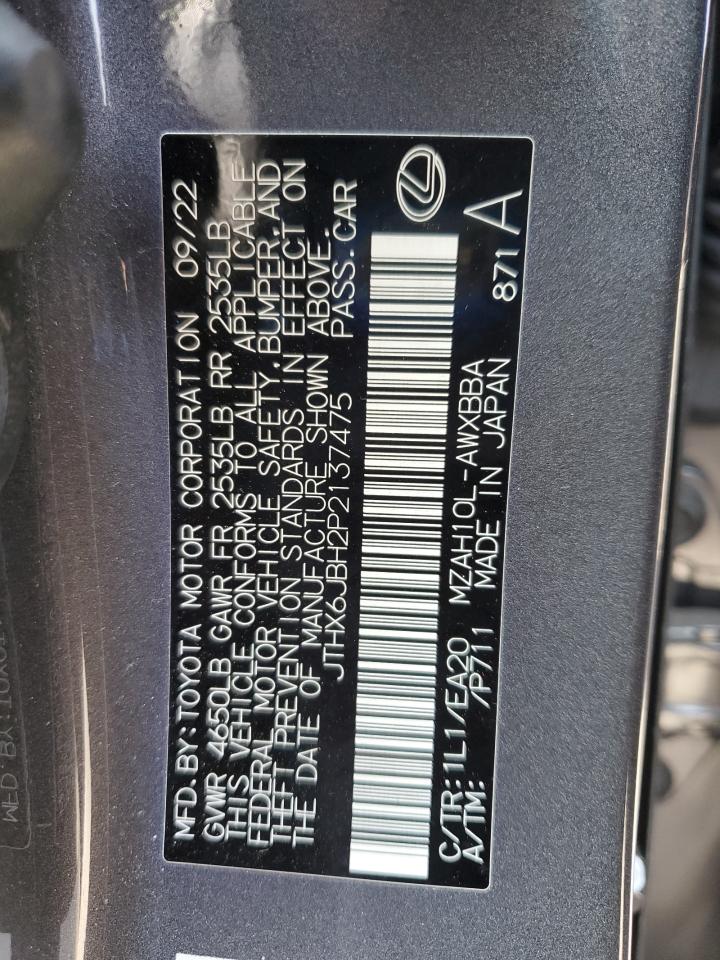 MFD.BY:TOYOTA MOTOR CORPORATION 09/22
GVWR 4650LB GAWR FR 2535LB RR 2535LB
THIS VEHICLE CONFORMS TO ALL APPLICABLE
FEDERAL MOTOR VEHICLE SAFETY,BUMPER,AND
THEFT PREVENTION STANDARDS IN EFFECT ON
THE DATE OF MANUFACTURE SHOWN ABOVE.
JTHX6JBH2P2137475 PASS.CAR
C/TR:1L1/EA20 MZAH10L-AWXBBA 871A
A/TM: /P711 MADE IN JAPAN